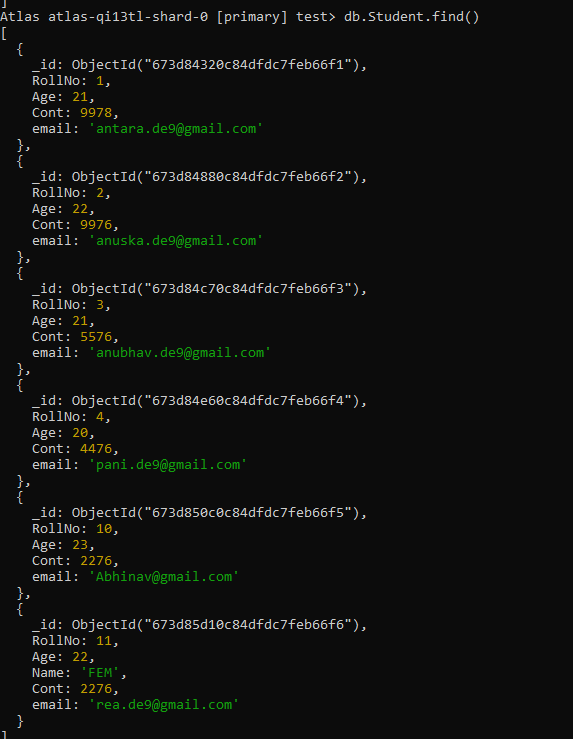 ]
Atlas atlas-qi13tl-shard-0 [primary] test> db.Student.find()
[
  {
    _id: ObjectId("673d84320c84dfdc7feb66f1"),
    RollNo: 1,
    Age: 21,
    Cont: 9978,
    email: 'antara.de9@gmail.com'
  },
  {
    _id: ObjectId("673d84880c84dfdc7feb66f2"),
    RollNo: 2,
    Age: 22,
    Cont: 9976,
    email: 'anuska.de9@gmail.com'
  },
  {
    _id: ObjectId("673d84c70c84dfdc7feb66f3"),
    RollNo: 3,
    Age: 21,
    Cont: 5576,
    email: 'anubhav.de9@gmail.com'
  },
  {
    _id: ObjectId("673d84e60c84dfdc7feb66f4"),
    RollNo: 4,
    Age: 20,
    Cont: 4476,
    email: 'pani.de9@gmail.com'
  },
  {
    _id: ObjectId("673d850c0c84dfdc7feb66f5"),
    RollNo: 10,
    Age: 23,
    Cont: 2276,
    email: 'Abhinav@gmail.com'
  },
  {
    _id: ObjectId("673d85d10c84dfdc7feb66f6"),
    RollNo: 11,
    Age: 22,
    Name: 'FEM',
    Cont: 2276,
    email: 'rea.de9@gmail.com'
  }
]